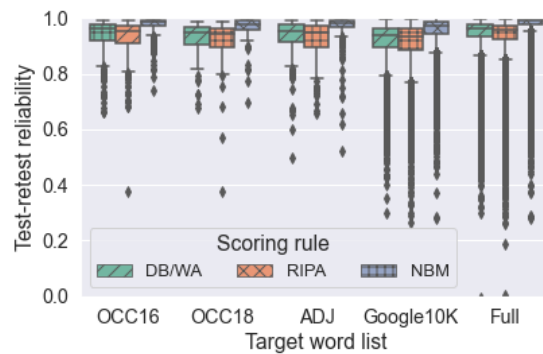 Test-retest reliability
1.0
0.8
0.6
0.4
0.2
0.0
Scoring rule
DB/WA RIPA NBM
OCC16 OCC18 ADJ Google10K Full
Target word list